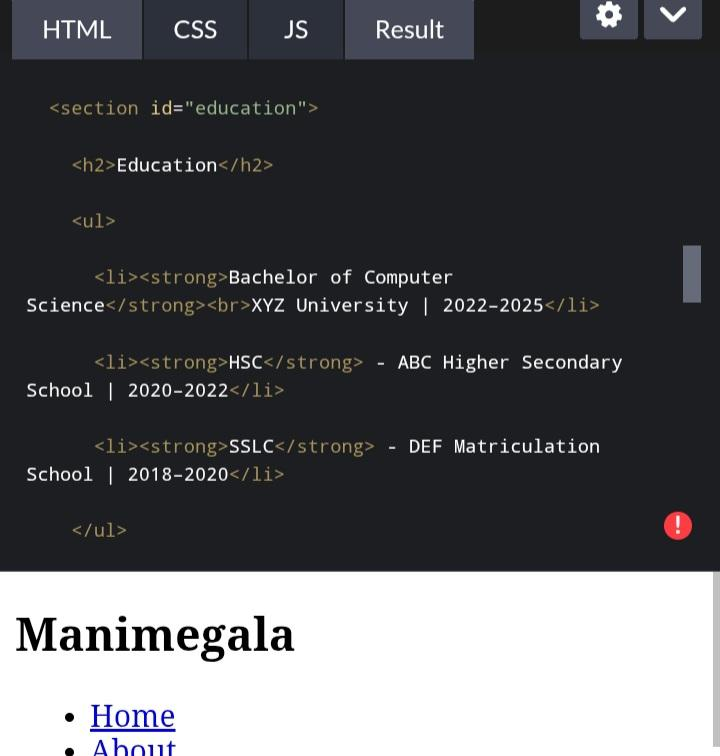 HTML CSS JS Result
<section id="education">
<h2>Education</h2>
<ul>
<li><strong>Bachelor of Computer
Science</strong><br>XYZ University | 2022–2025</li>
<li><strong>HSC</strong> - ABC Higher Secondary
School | 2020–2022</li>
<li><strong>SSLC</strong> - DEF Matriculation
School | 2018–2020</li>
</ul>
!
Manimegala
• Home
• About